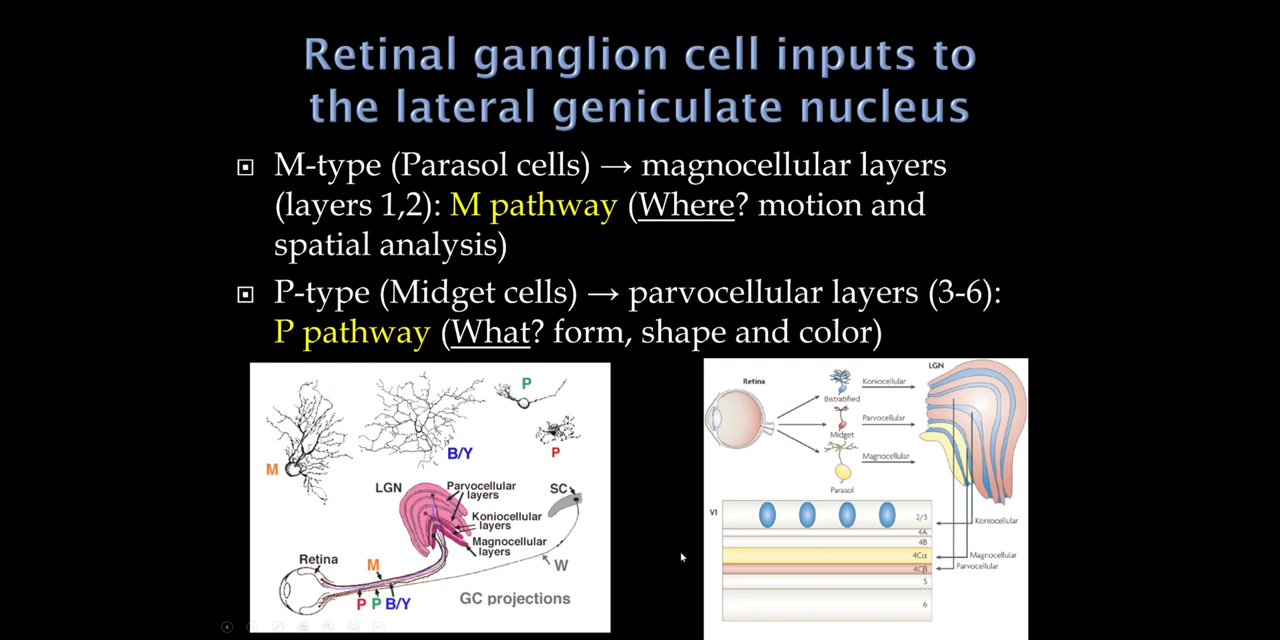 Retinal ganglion cell inputs to
the lateral geniculate nucleus
M-type (Parasol cells) → magnocellular layers
(layers 1,2): M pathway (Where? motion and
spatial analysis)
P-type (Midget cells) → parvocellular layers (3-6):
P pathway (What? form, shape and color)
M
B/Y
P
P
LGN
Parvocellular
layers
SC
Koniocellular
layers
Magnocellular
layers
Retina
M
W
P P B/Y
GC projections
LGN
Retina
Koniocellular
Bistratified
Parvocellular
Midget
Magnocellular
Parasol
V1
2/3
Koniocellular
4A
4B
4Cα
Magnocellular
4Cβ
Parvocellular
5
6